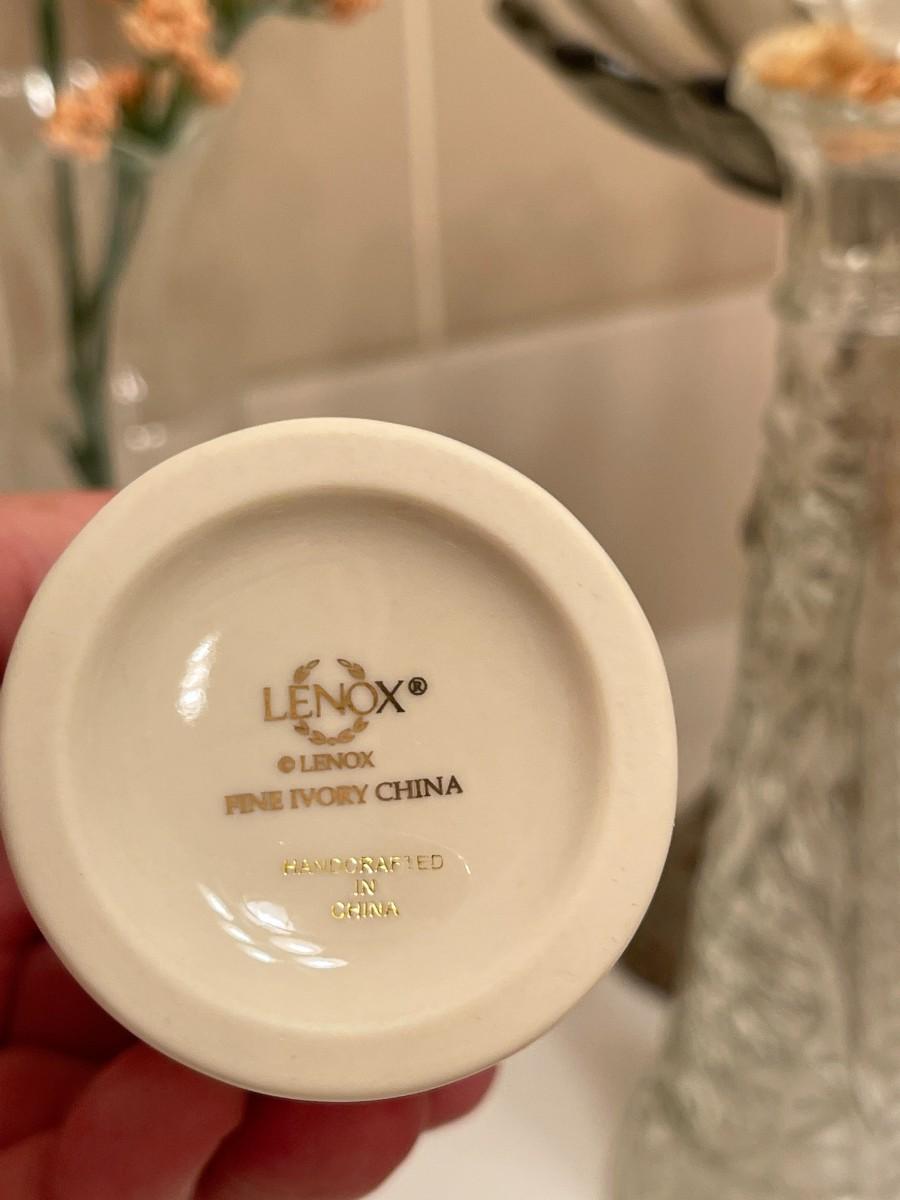 LENOX®
© LENOX
FINE IVORY CHINA
HANDCRAFTED
IN
CHINA